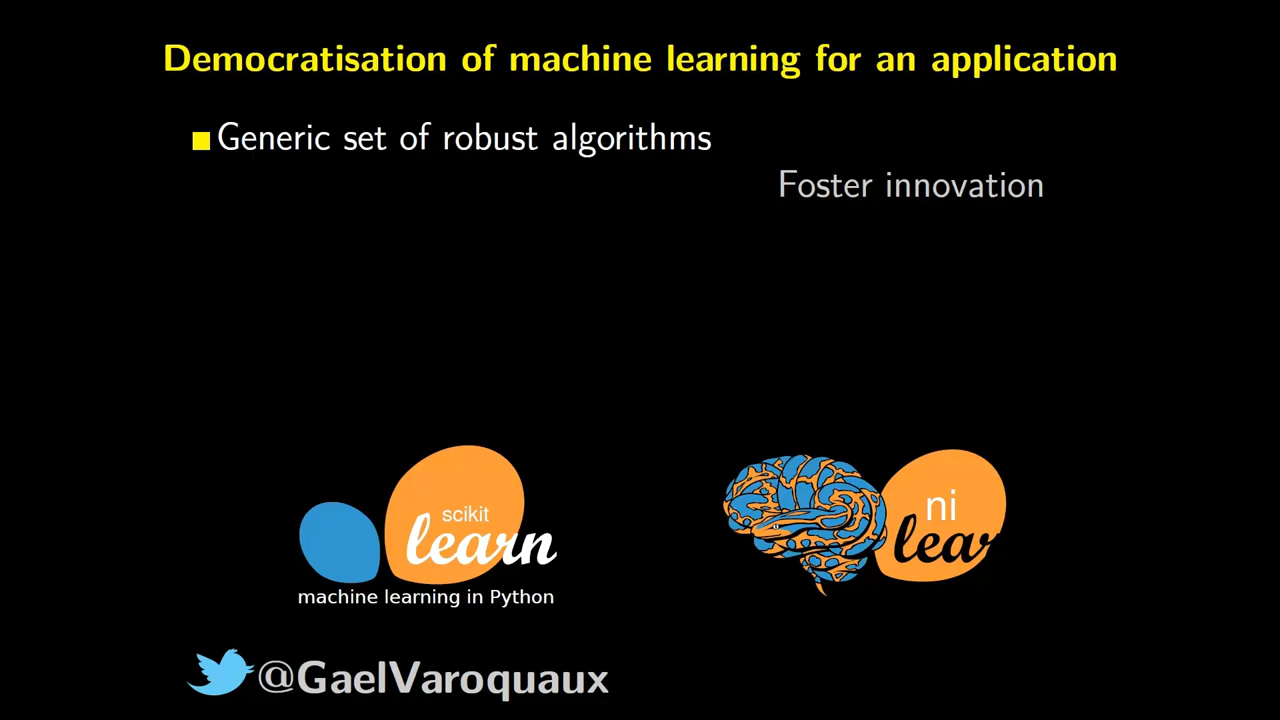 Democratisation of machine learning for an application
Generic set of robust algorithms
Foster innovation
scikit
learn
machine learning in Python
ni
lear
@GaelVaroquaux